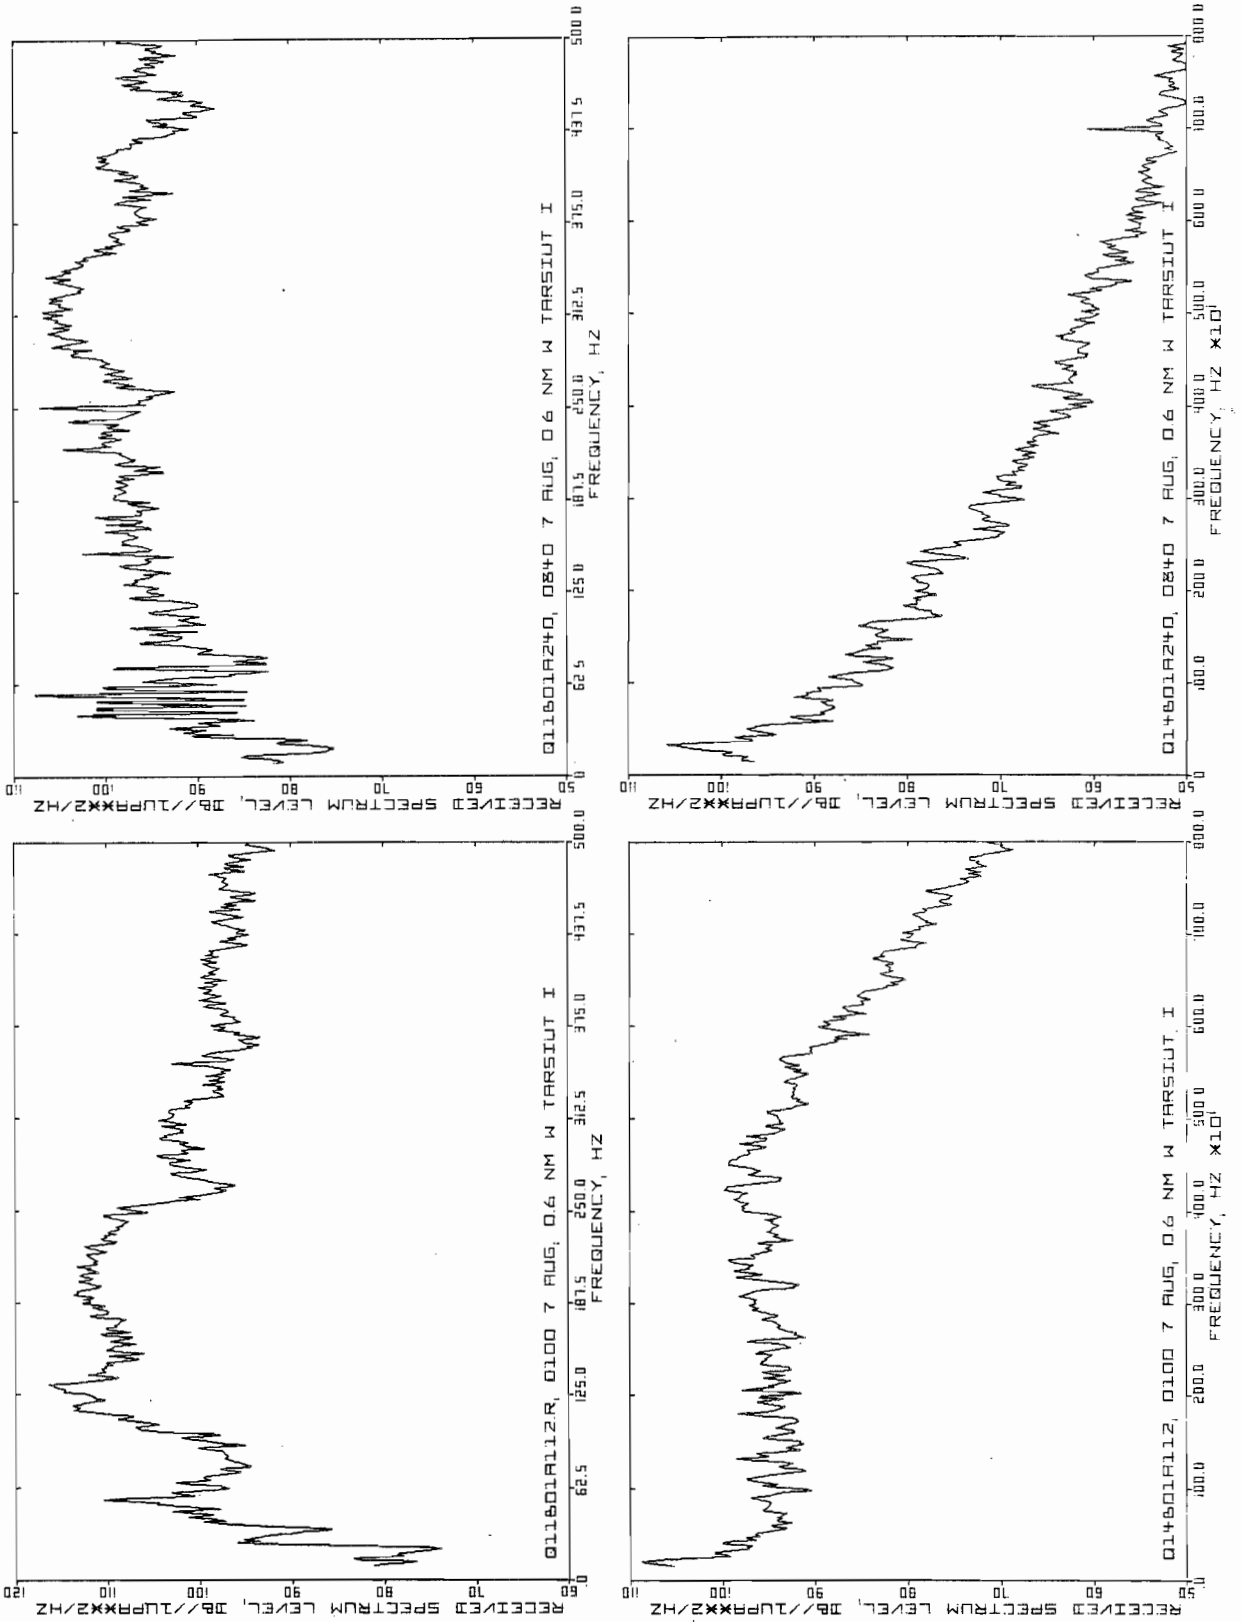 RECEIVED SPECTRUM LEVEL, DB//1UPA**2/HZ
120
110
100
90
80
70
60
Q11B01A112R, 0100 7 AUG, 0.6 NM W TARSIUT I
0 62.5 125.0 187.5 250.0 312.5 375.0 437.5 500.0
FREQUENCY, HZ
RECEIVED SPECTRUM LEVEL, DB//1UPA**2/HZ
110
100
90
80
70
60
50
Q11B01A240, 0840 7 AUG, 0.6 NM W TARSIUT I
0 62.5 125.0 187.5 250.0 312.5 375.0 437.5 500.0
FREQUENCY, HZ
RECEIVED SPECTRUM LEVEL, DB//1UPA**2/HZ
110
100
90
80
70
60
50
Q14B01A112, 0100 7 AUG, 0.6 NM W TARSIUT I
0 100.0 200.0 300.0 400.0 500.0 600.0 700.0 800.0
FREQUENCY, HZ *10¹
RECEIVED SPECTRUM LEVEL, DB//1UPA**2/HZ
110
100
90
80
70
60
50
Q14B01A240, 0840 7 AUG, 0.6 NM W TARSIUT I
0 100.0 200.0 300.0 400.0 500.0 600.0 700.0 800.0
FREQUENCY, HZ *10¹